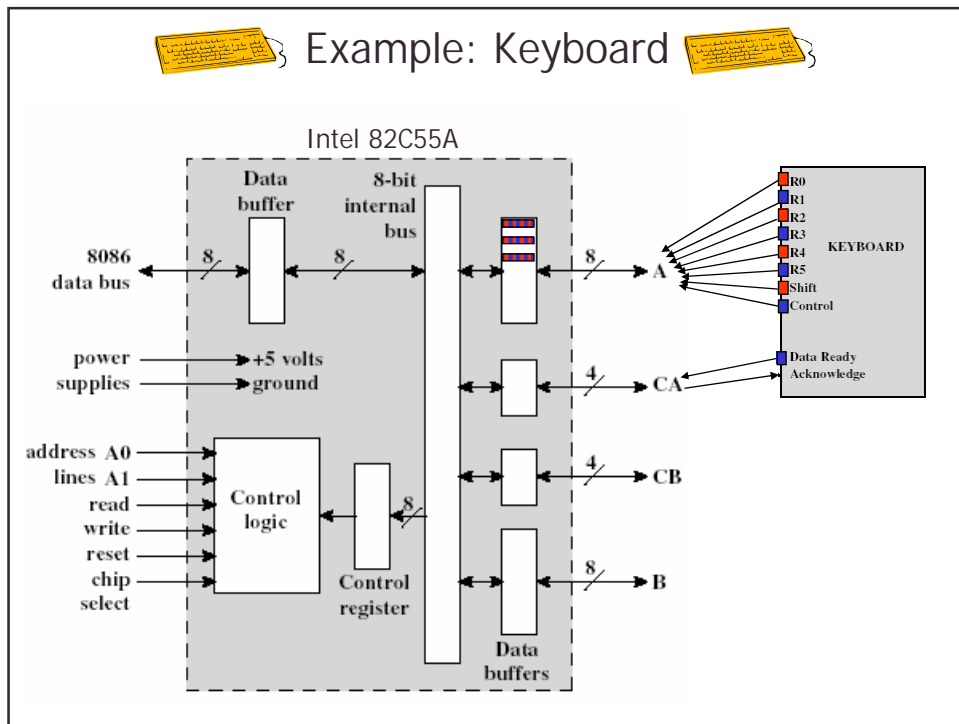 Example: Keyboard
Intel 82C55A
Data
buffer
8-bit
internal
bus
8086
data bus
8
8
8
A
power
supplies
+5 volts
ground
4
CA
address A0
lines A1
read
write
reset
chip
select
Control
logic
8
Control
register
4
CB
8
B
Data
buffers
R0
R1
R2
R3
R4
R5
Shift
Control
KEYBOARD
Data Ready
Acknowledge